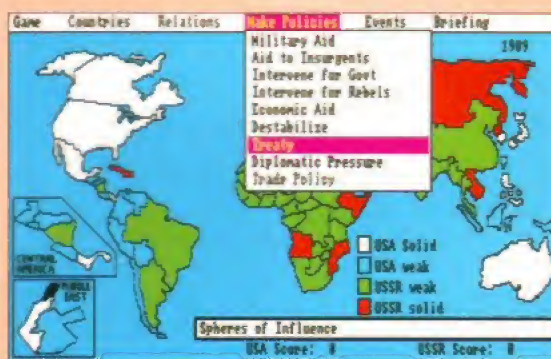 Game Countries Relations Make Policies Events Briefing
Military Aid
Aid to Insurgents
Intervene for Govt
Intervene for Rebels
Economic Aid
Destabilize
Treaty
Diplomatic Pressure
Trade Policy
1989
CENTRAL
AMERICA
MIDDLE
EAST
USA Solid
USA weak
USSR weak
USSR solid
Spheres of Influence
USA Score: 0 USSR Score: 0